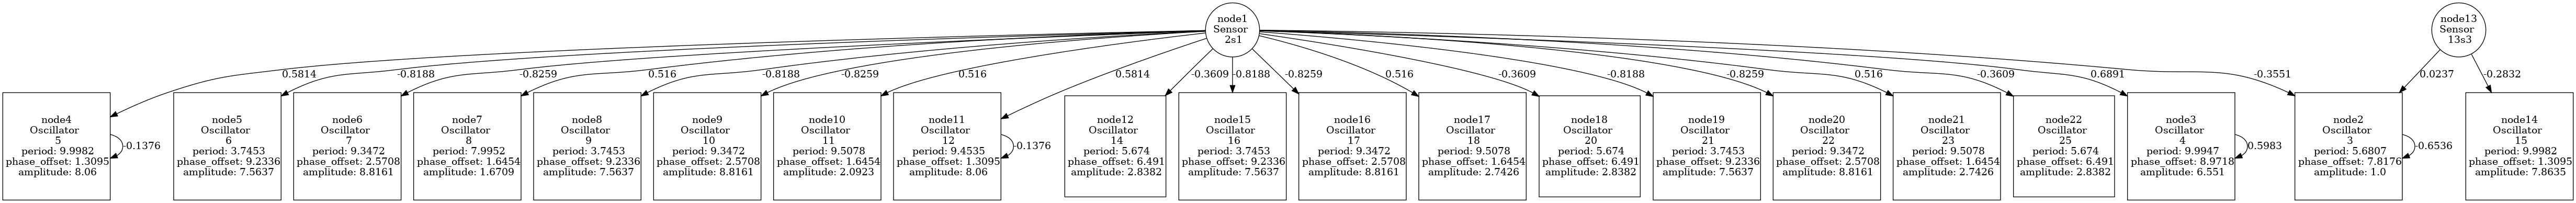 node1
Sensor
2s1
node13
Sensor
13s3
0.5814
-0.8188
-0.8259
0.516
-0.8188
-0.8259
0.516
0.5814
-0.3609
-0.8188
-0.8259
0.516
-0.3609
-0.8188
-0.8259
0.516
-0.3609
0.6891
-0.3551
0.0237
-0.2832
node4
Oscillator
5
period: 9.9982
phase_offset: 1.3095
amplitude: 8.06
-0.1376
node5
Oscillator
6
period: 3.7453
phase_offset: 9.2336
amplitude: 7.5637
node6
Oscillator
7
period: 9.3472
phase_offset: 2.5708
amplitude: 8.8161
node7
Oscillator
8
period: 7.9952
phase_offset: 1.6454
amplitude: 1.6709
node8
Oscillator
9
period: 3.7453
phase_offset: 9.2336
amplitude: 7.5637
node9
Oscillator
10
period: 9.3472
phase_offset: 2.5708
amplitude: 8.8161
node10
Oscillator
11
period: 9.5078
phase_offset: 1.6454
amplitude: 2.0923
node11
Oscillator
12
period: 9.4535
phase_offset: 1.3095
amplitude: 8.06
-0.1376
node12
Oscillator
14
period: 5.674
phase_offset: 6.491
amplitude: 2.8382
node15
Oscillator
16
period: 3.7453
phase_offset: 9.2336
amplitude: 7.5637
node16
Oscillator
17
period: 9.3472
phase_offset: 2.5708
amplitude: 8.8161
node17
Oscillator
18
period: 9.5078
phase_offset: 1.6454
amplitude: 2.7426
node18
Oscillator
20
period: 5.674
phase_offset: 6.491
amplitude: 2.8382
node19
Oscillator
21
period: 3.7453
phase_offset: 9.2336
amplitude: 7.5637
node20
Oscillator
22
period: 9.3472
phase_offset: 2.5708
amplitude: 8.8161
node21
Oscillator
23
period: 9.5078
phase_offset: 1.6454
amplitude: 2.7426
node22
Oscillator
25
period: 5.674
phase_offset: 6.491
amplitude: 2.8382
node3
Oscillator
4
period: 9.9947
phase_offset: 8.9718
amplitude: 6.551
0.5983
node2
Oscillator
3
period: 5.6807
phase_offset: 7.8176
amplitude: 1.0
-0.6536
node14
Oscillator
15
period: 9.9982
phase_offset: 1.3095
amplitude: 7.8635